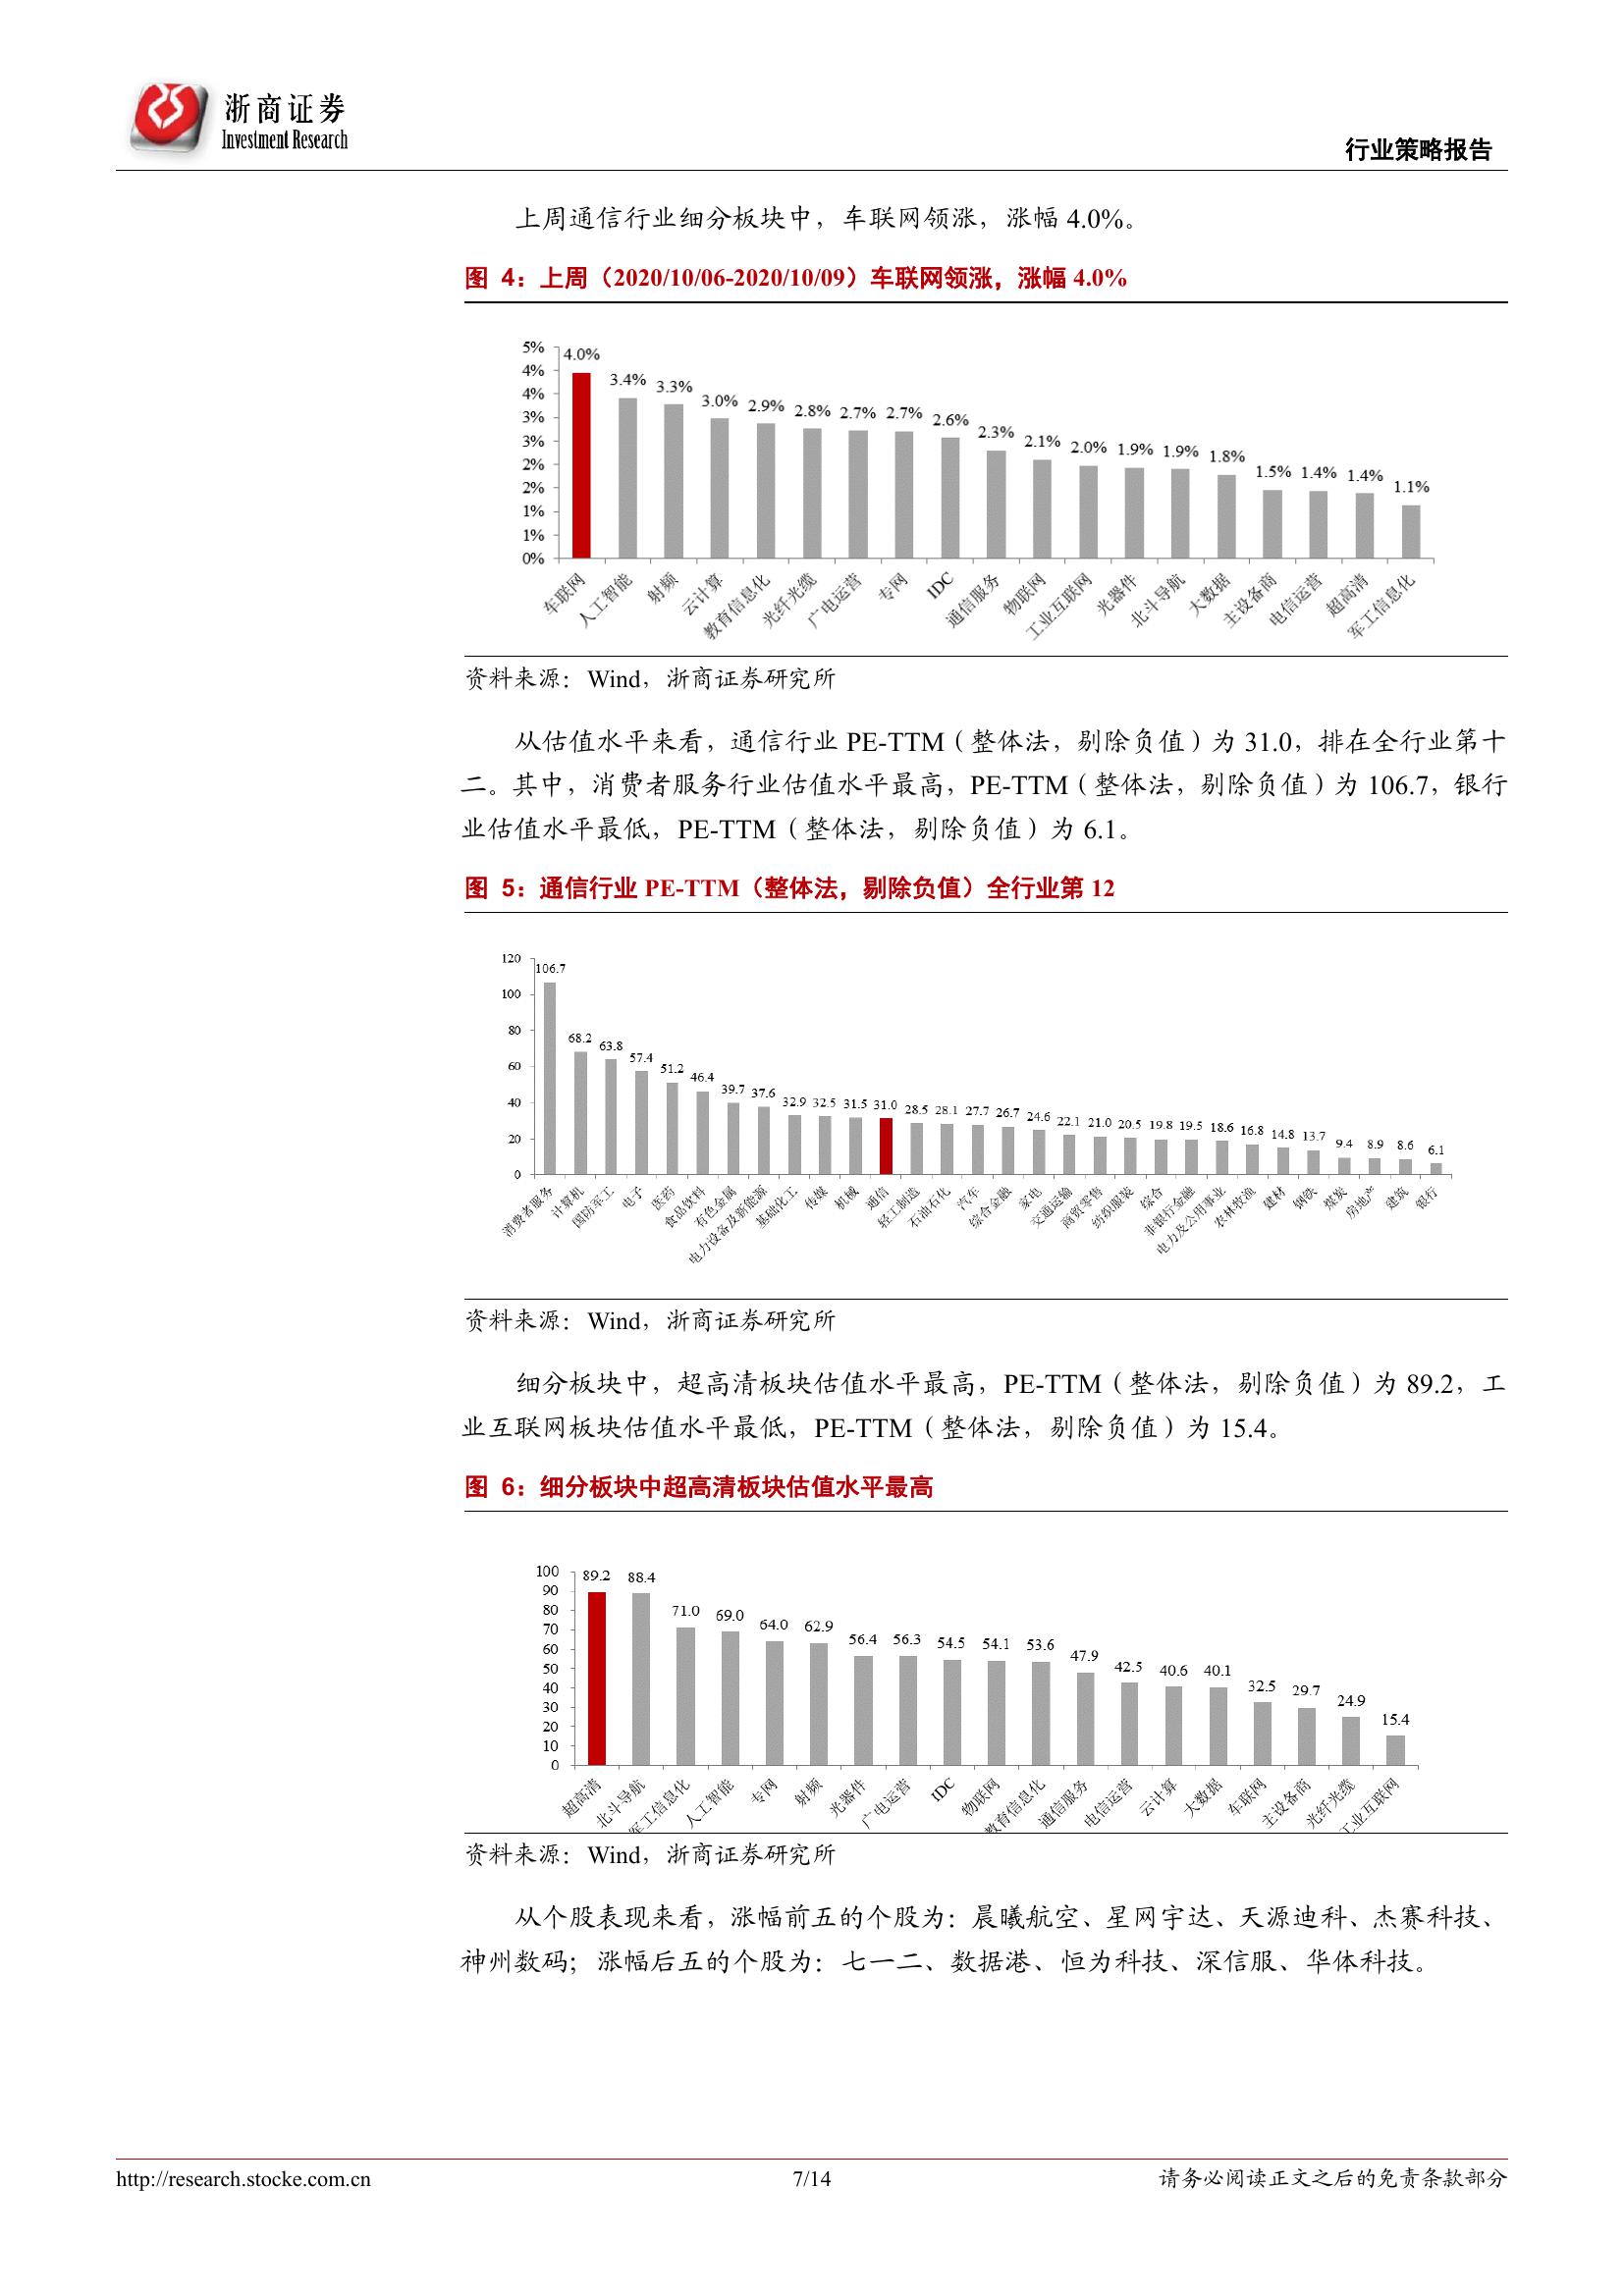 浙商证券
Investment Research
行业策略报告
上周通信行业细分板块中，车联网领涨，涨幅 4.0%。
图 4：上周（2020/10/06-2020/10/09）车联网领涨，涨幅 4.0%
5%
4%
4%
3%
3%
2%
2%
1%
1%
0%
4.0% 3.4% 3.3% 3.0% 2.9% 2.8% 2.7% 2.7% 2.6% 2.3% 2.1% 2.0% 1.9% 1.9% 1.8% 1.5% 1.4% 1.4% 1.1%
车联网 人工智能 射频 云计算 教育信息化 光纤光缆 广电运营 专网 IDC 通信服务 物联网 工业互联网 光器件 北斗导航 大数据 主设备商 电信运营 超高清 军工信息化
资料来源：Wind，浙商证券研究所
从估值水平来看，通信行业 PE-TTM（整体法，剔除负值）为 31.0，排在全行业第十
二。其中，消费者服务行业估值水平最高，PE-TTM（整体法，剔除负值）为 106.7，银行
业估值水平最低，PE-TTM（整体法，剔除负值）为 6.1。
图 5：通信行业 PE-TTM（整体法，剔除负值）全行业第 12
120
100
80
60
40
20
0
106.7 68.2 63.8 57.4 51.2 46.4 39.7 37.6 32.9 32.5 31.5 31.0 28.5 28.1 27.7 26.7 24.6 22.1 21.0 20.5 19.8 19.5 18.6 16.8 14.8 13.7 9.4 8.9 8.6 6.1
消费者服务 计算机 国防军工 电子 医药 食品饮料 有色金属 电力设备及新能源 基础化工 传媒 机械 通信 轻工制造 石油石化 汽车 综合金融 家电 交通运输 商贸零售 纺织服装 综合 非银行金融 电力及公用事业 农林牧渔 建材 钢铁 煤炭 房地产 建筑 银行
资料来源：Wind，浙商证券研究所
细分板块中，超高清板块估值水平最高，PE-TTM（整体法，剔除负值）为 89.2，工
业互联网板块估值水平最低，PE-TTM（整体法，剔除负值）为 15.4。
图 6：细分板块中超高清板块估值水平最高
100
90
80
70
60
50
40
30
20
10
0
89.2 88.4 71.0 69.0 64.0 62.9 56.4 56.3 54.5 54.1 53.6 47.9 42.5 40.6 40.1 32.5 29.7 24.9 15.4
超高清 北斗导航 军工信息化 人工智能 专网 射频 光器件 广电运营 IDC 物联网 教育信息化 通信服务 电信运营 云计算 大数据 车联网 主设备商 光纤光缆 工业互联网
资料来源：Wind，浙商证券研究所
从个股表现来看，涨幅前五的个股为：晨曦航空、星网宇达、天源迪科、杰赛科技、
神州数码；涨幅后五的个股为：七一二、数据港、恒为科技、深信服、华体科技。
http://research.stocke.com.cn
7/14
请务必阅读正文之后的免责条款部分